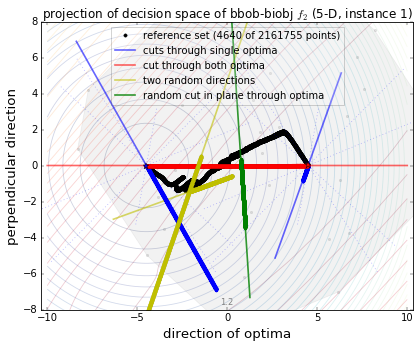 projection of decision space of bbob-biobj f₂ (5-D, instance 1)
8
6
4
2
0
−2
−4
−6
−8
perpendicular direction
reference set (4640 of 2161755 points)
cuts through single optima
cut through both optima
two random directions
random cut in plane through optima
1.2
−10
−5
0
5
10
direction of optima